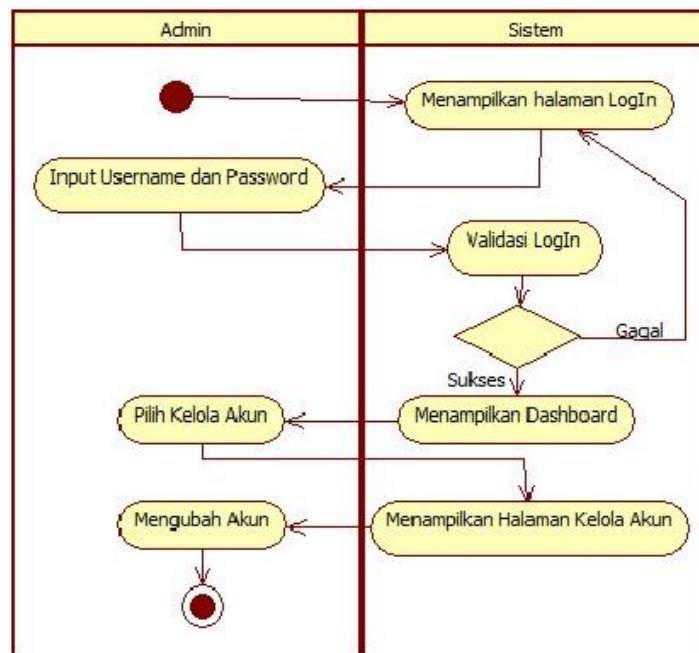 Admin
Sistem
Menampilkan halaman LogIn
Input Username dan Password
Validasi LogIn
Gagal
Sukses
Pilih Kelola Akun
Menampilkan Dashboard
Mengubah Akun
Menampilkan Halaman Kelola Akun